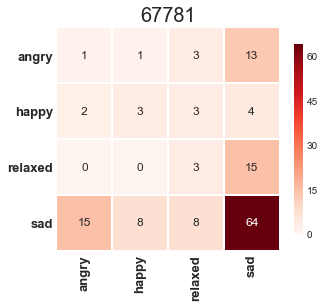 67781
angry 1 1 3 13
happy 2 3 3 4
relaxed 0 0 3 15
sad 15 8 8 64
angry happy relaxed sad
60
45
30
15
0